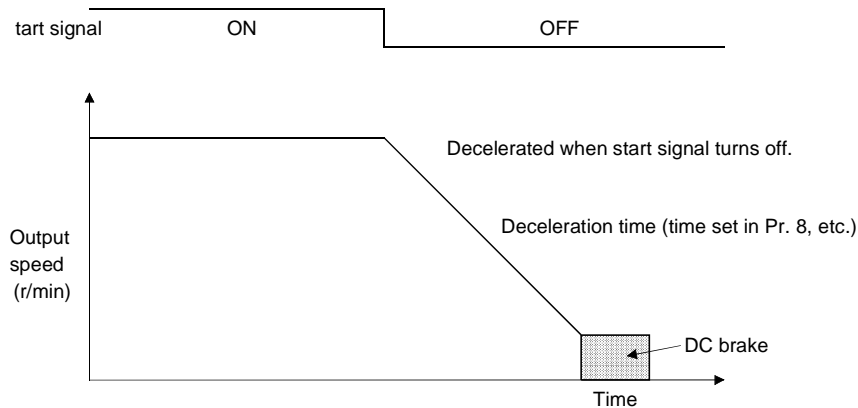 tart signal ON OFF
Decelerated when start signal turns off.
Deceleration time (time set in Pr. 8, etc.)
Output
speed
(r/min)
DC brake
Time